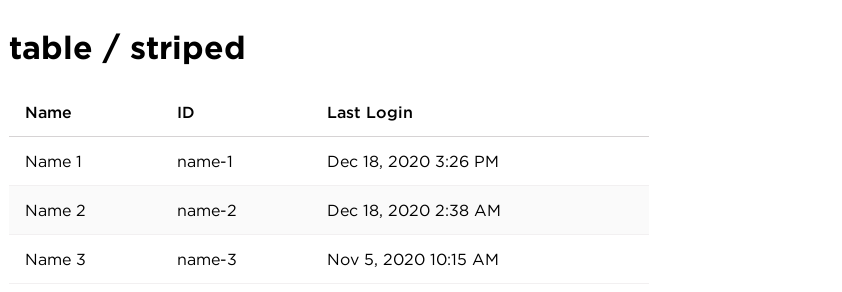 table / striped
Name ID Last Login
Name 1 name-1 Dec 18, 2020 3:26 PM
Name 2 name-2 Dec 18, 2020 2:38 AM
Name 3 name-3 Nov 5, 2020 10:15 AM